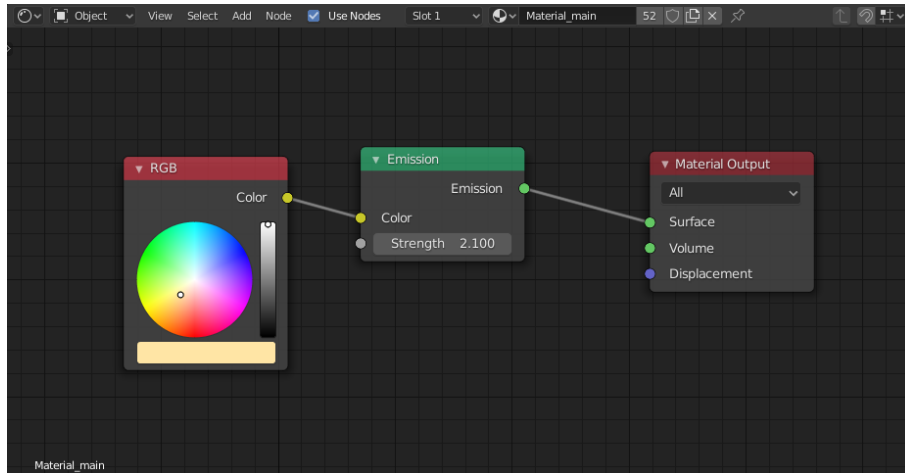 Object View Select Add Node Use Nodes Slot 1 Material_main 52
RGB
Color
Emission
Emission
Color
Strength 2.100
Material Output
All
Surface
Volume
Displacement
Material_main